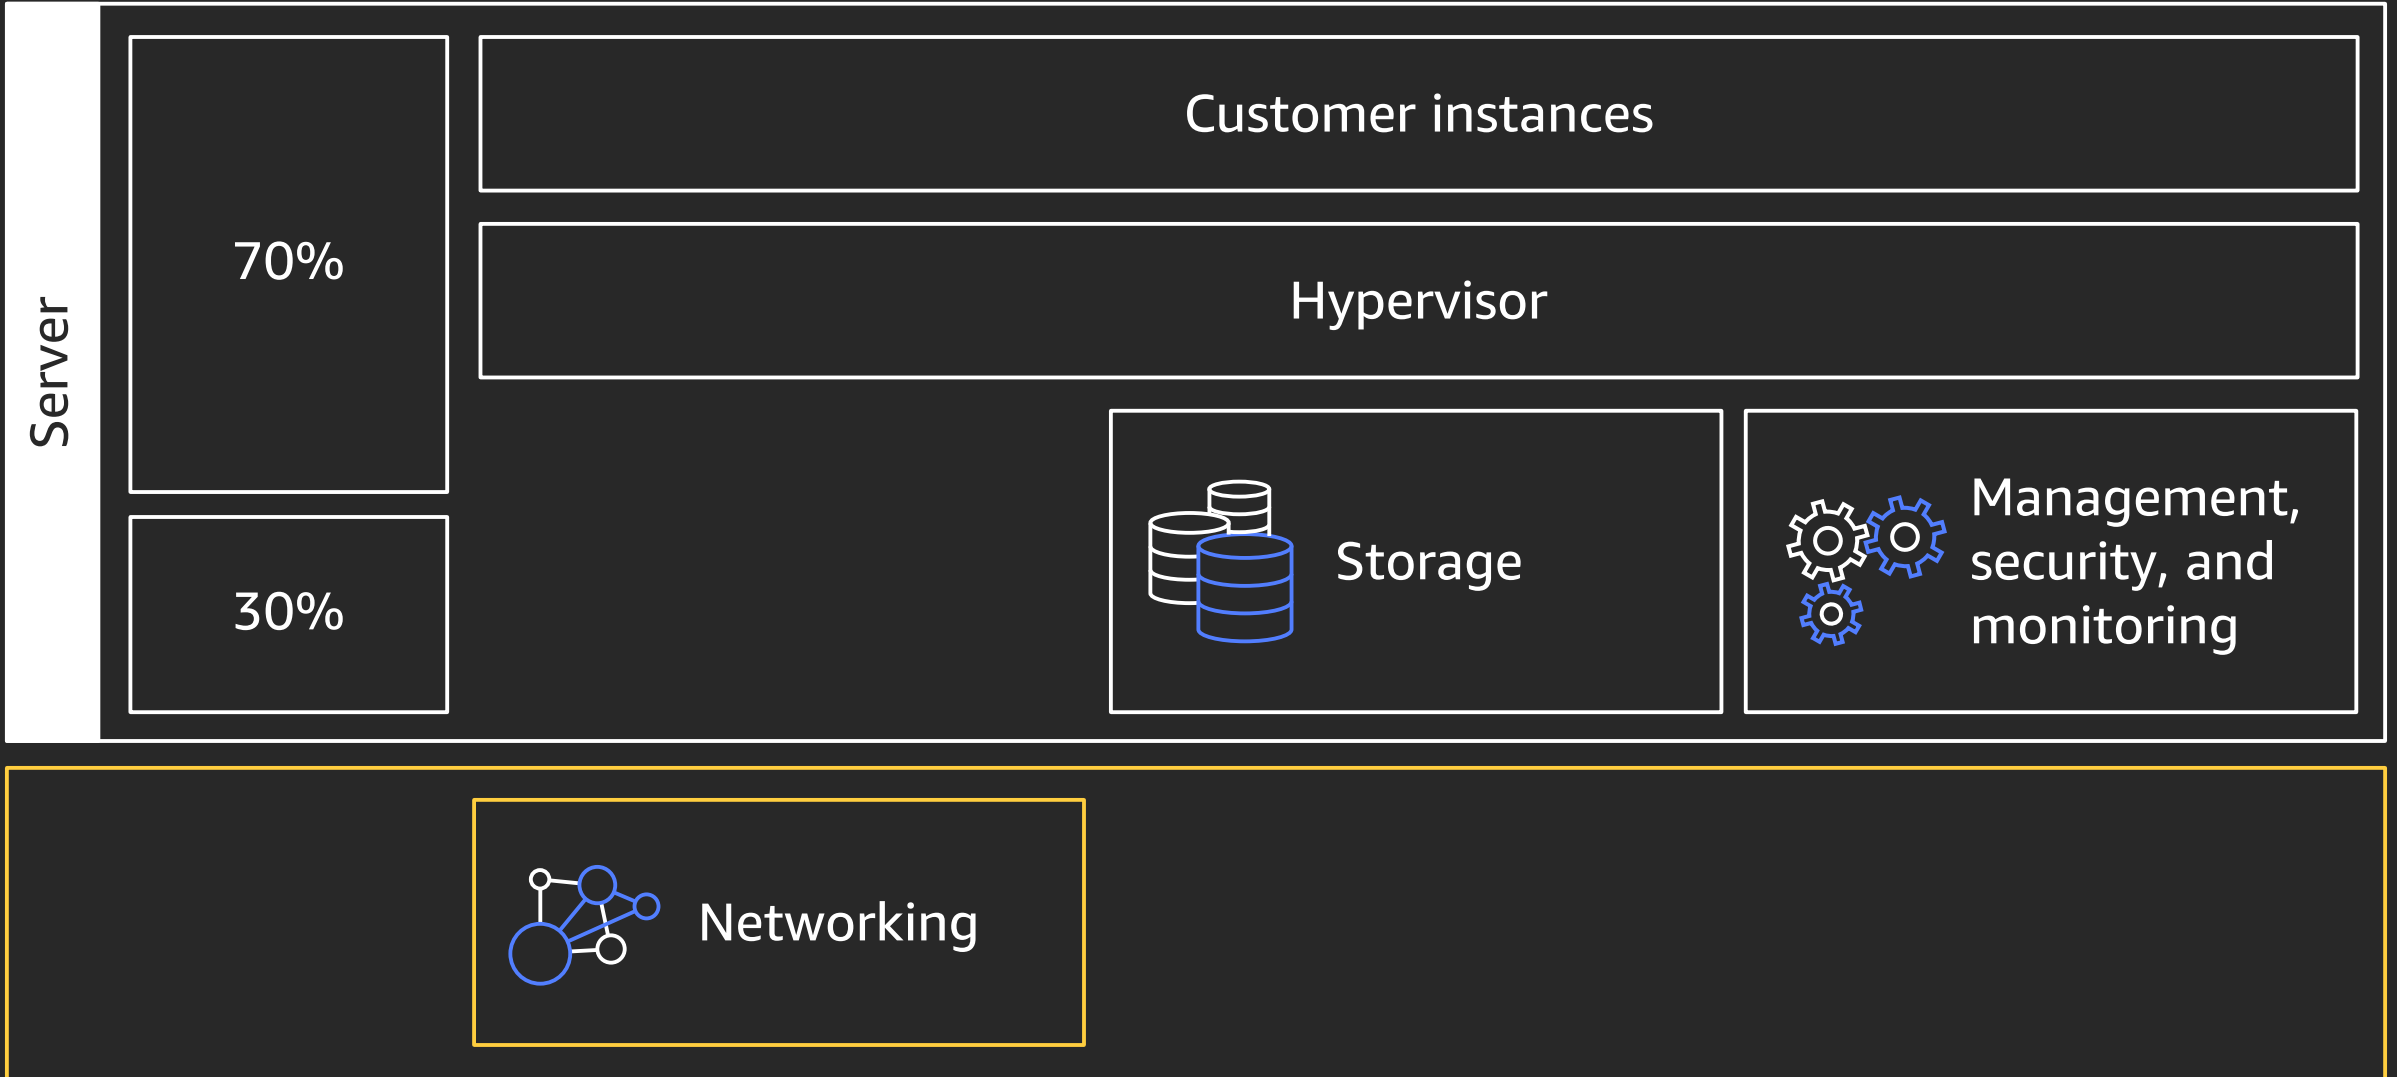 Server
70%
30%
Customer instances
Hypervisor
Storage
Management,
security, and
monitoring
Networking